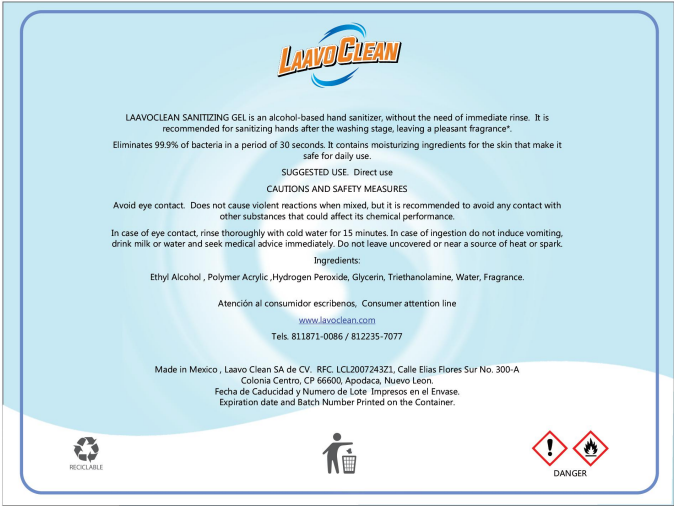 LAAVO CLEAN
LAAVOCLEAN SANITIZING GEL is an alcohol-based hand sanitizer, without the need of immediate rinse. It is
recommended for sanitizing hands after the washing stage, leaving a pleasant fragrance*.
Eliminates 99.9% of bacteria in a period of 30 seconds. It contains moisturizing ingredients for the skin that make it
safe for daily use.
SUGGESTED USE. Direct use
CAUTIONS AND SAFETY MEASURES
Avoid eye contact. Does not cause violent reactions when mixed, but it is recommended to avoid any contact with
other substances that could affect its chemical performance.
In case of eye contact, rinse thoroughly with cold water for 15 minutes. In case of ingestion do not induce vomiting,
drink milk or water and seek medical advice immediately. Do not leave uncovered or near a source of heat or spark.
Ingredients:
Ethyl Alcohol , Polymer Acrylic ,Hydrogen Peroxide, Glycerin, Triethanolamine, Water, Fragrance.
Atención al consumidor escribenos, Consumer attention line
www.lavoclean.com
Tels. 811871-0086 / 812235-7077
Made in Mexico , Laavo Clean SA de CV. RFC. LCL2007243Z1, Calle Elias Flores Sur No. 300-A
Colonia Centro, CP 66600, Apodaca, Nuevo Leon.
Fecha de Caducidad y Numero de Lote Impresos en el Envase.
Expiration date and Batch Number Printed on the Container.
RECICLABLE
DANGER